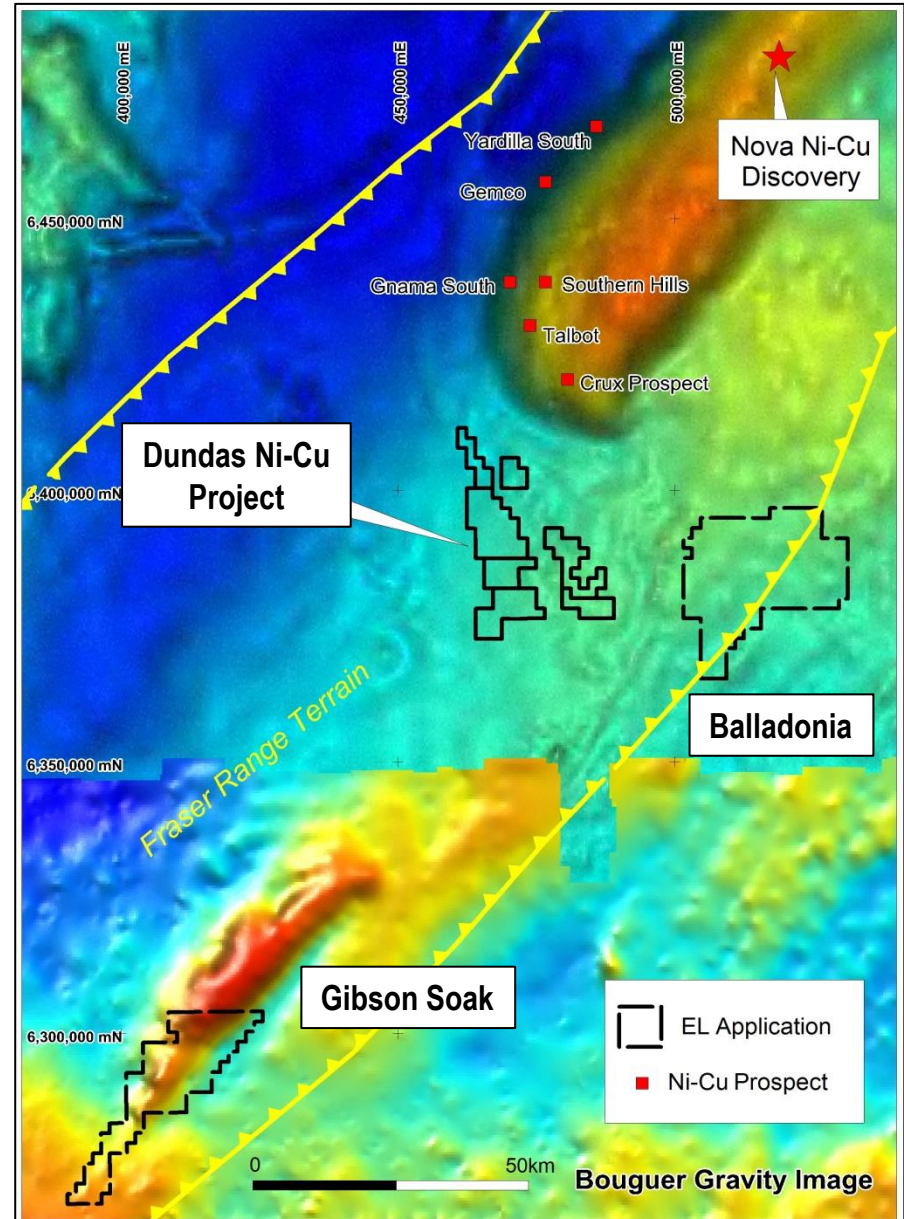 400,000 mE
450,000 mE
500,000 mE
Nova Ni-Cu
Discovery
Yardilla South
Gemco
6,450,000 mN
Gnama South
Southern Hills
Talbot
Crux Prospect
Dundas Ni-Cu
Project
6,400,000 mN
Balladonia
Fraser Range Terrain
6,350,000 mN
Gibson Soak
6,300,000 mN
EL Application
Ni-Cu Prospect
0
50km
Bouguer Gravity Image